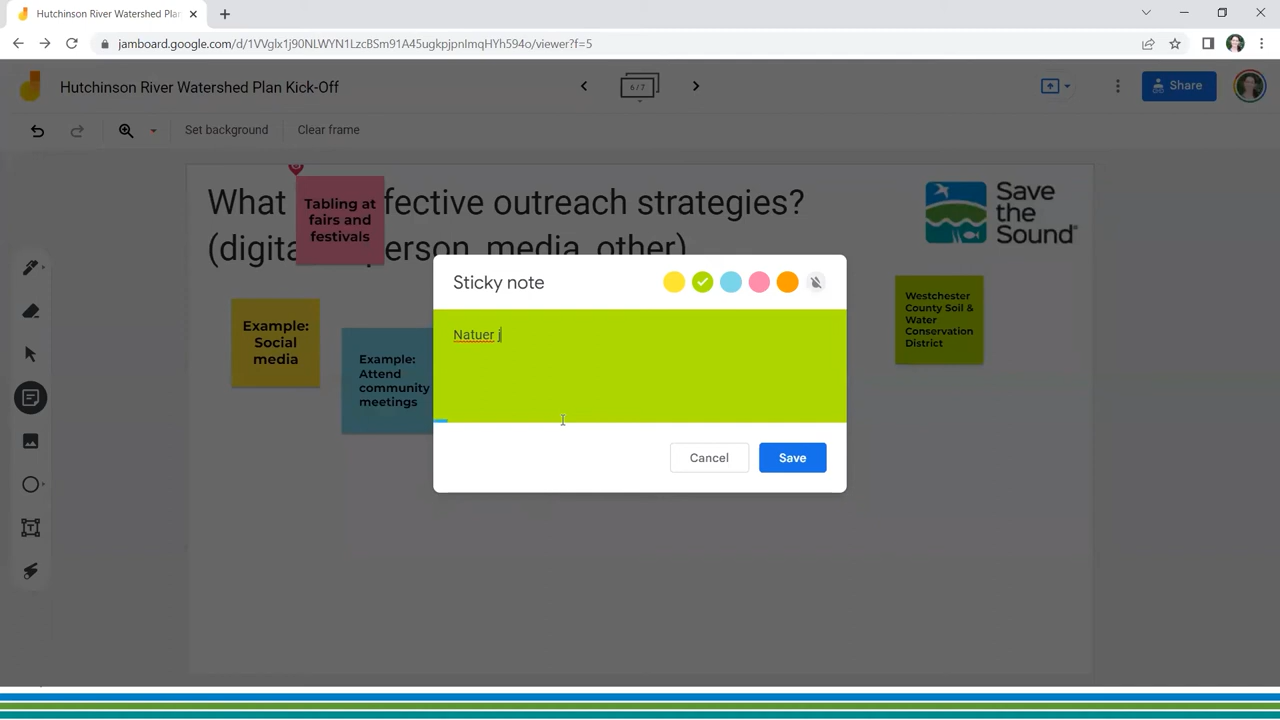 Hutchinson River Watershed Plan
jamboard.google.com/d/1VVglx1j90NLWYN1LzcBSm91A45ugkpjpnImqHYh594o/viewer?f=5
Hutchinson River Watershed Plan Kick-Off
6 / 7
Share
Set background
Clear frame
What fective outreach strategies?
(digita person, media, other)
Tabling at
fairs and
festivals
Save
the
Sound
Example:
Social
media
Example:
Attend
community
meetings
Westchester
County Soil &
Water
Conservation
District
Sticky note
Natuer j
Cancel
Save